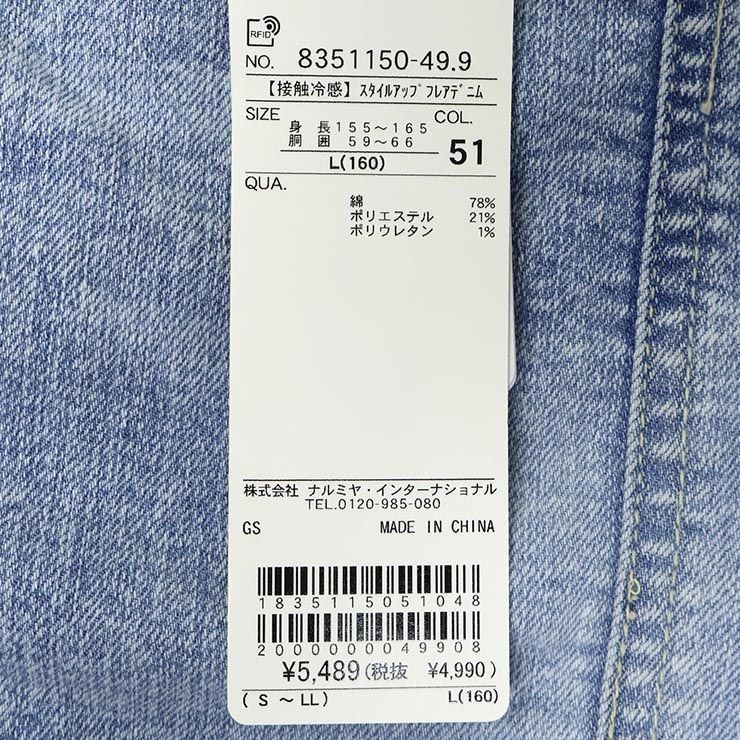 RFID
NO. 8351150-49.9
【接触冷感】ｽﾀｲﾙｱｯﾌﾟﾌﾚｱﾃﾞﾆﾑ
SIZE COL.
身 長 155～165
胴 囲 59～66
51
L(160)
QUA.
綿 78%
ポリエステル 21%
ポリウレタン 1%
株式会社 ナルミヤ・インターナショナル
TEL.0120-985-080
GS MADE IN CHINA
1835115051048
2000000049908
¥5,489(税抜 ¥4,990)
( S ～ LL) L(160)